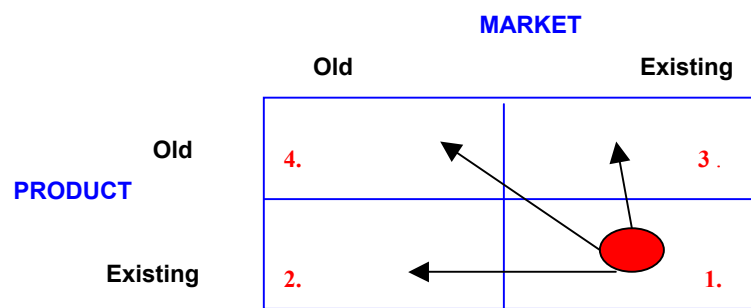 MARKET
Old Existing
Old
4. 3 .
PRODUCT
Existing
2. 1.